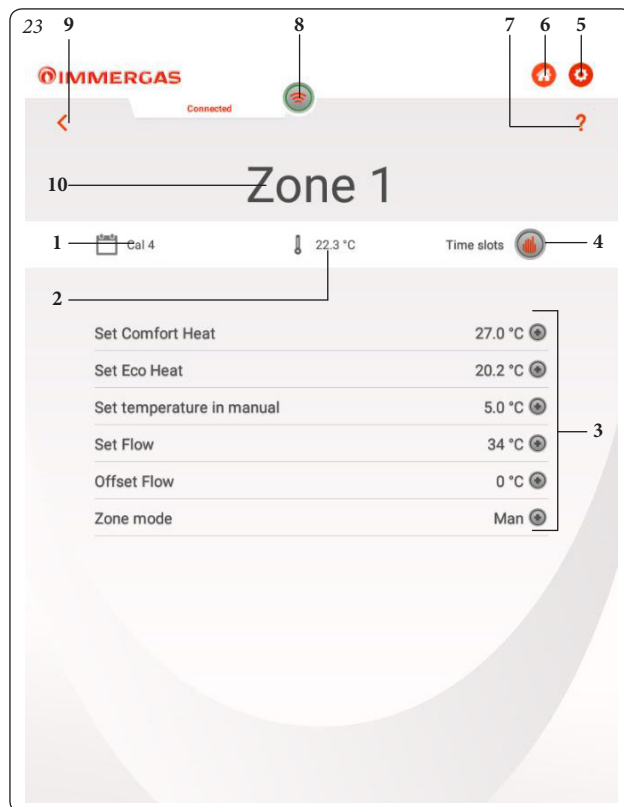 23 9 8 6 5
IMMERGAS
Connected
7 ?
10 Zone 1
1 Cal 4 22.3 °C Time slots 4
2
Set Comfort Heat 27.0 °C
Set Eco Heat 20.2 °C
Set temperature in manual 5.0 °C
3
Set Flow 34 °C
Offset Flow 0 °C
Zone mode Man